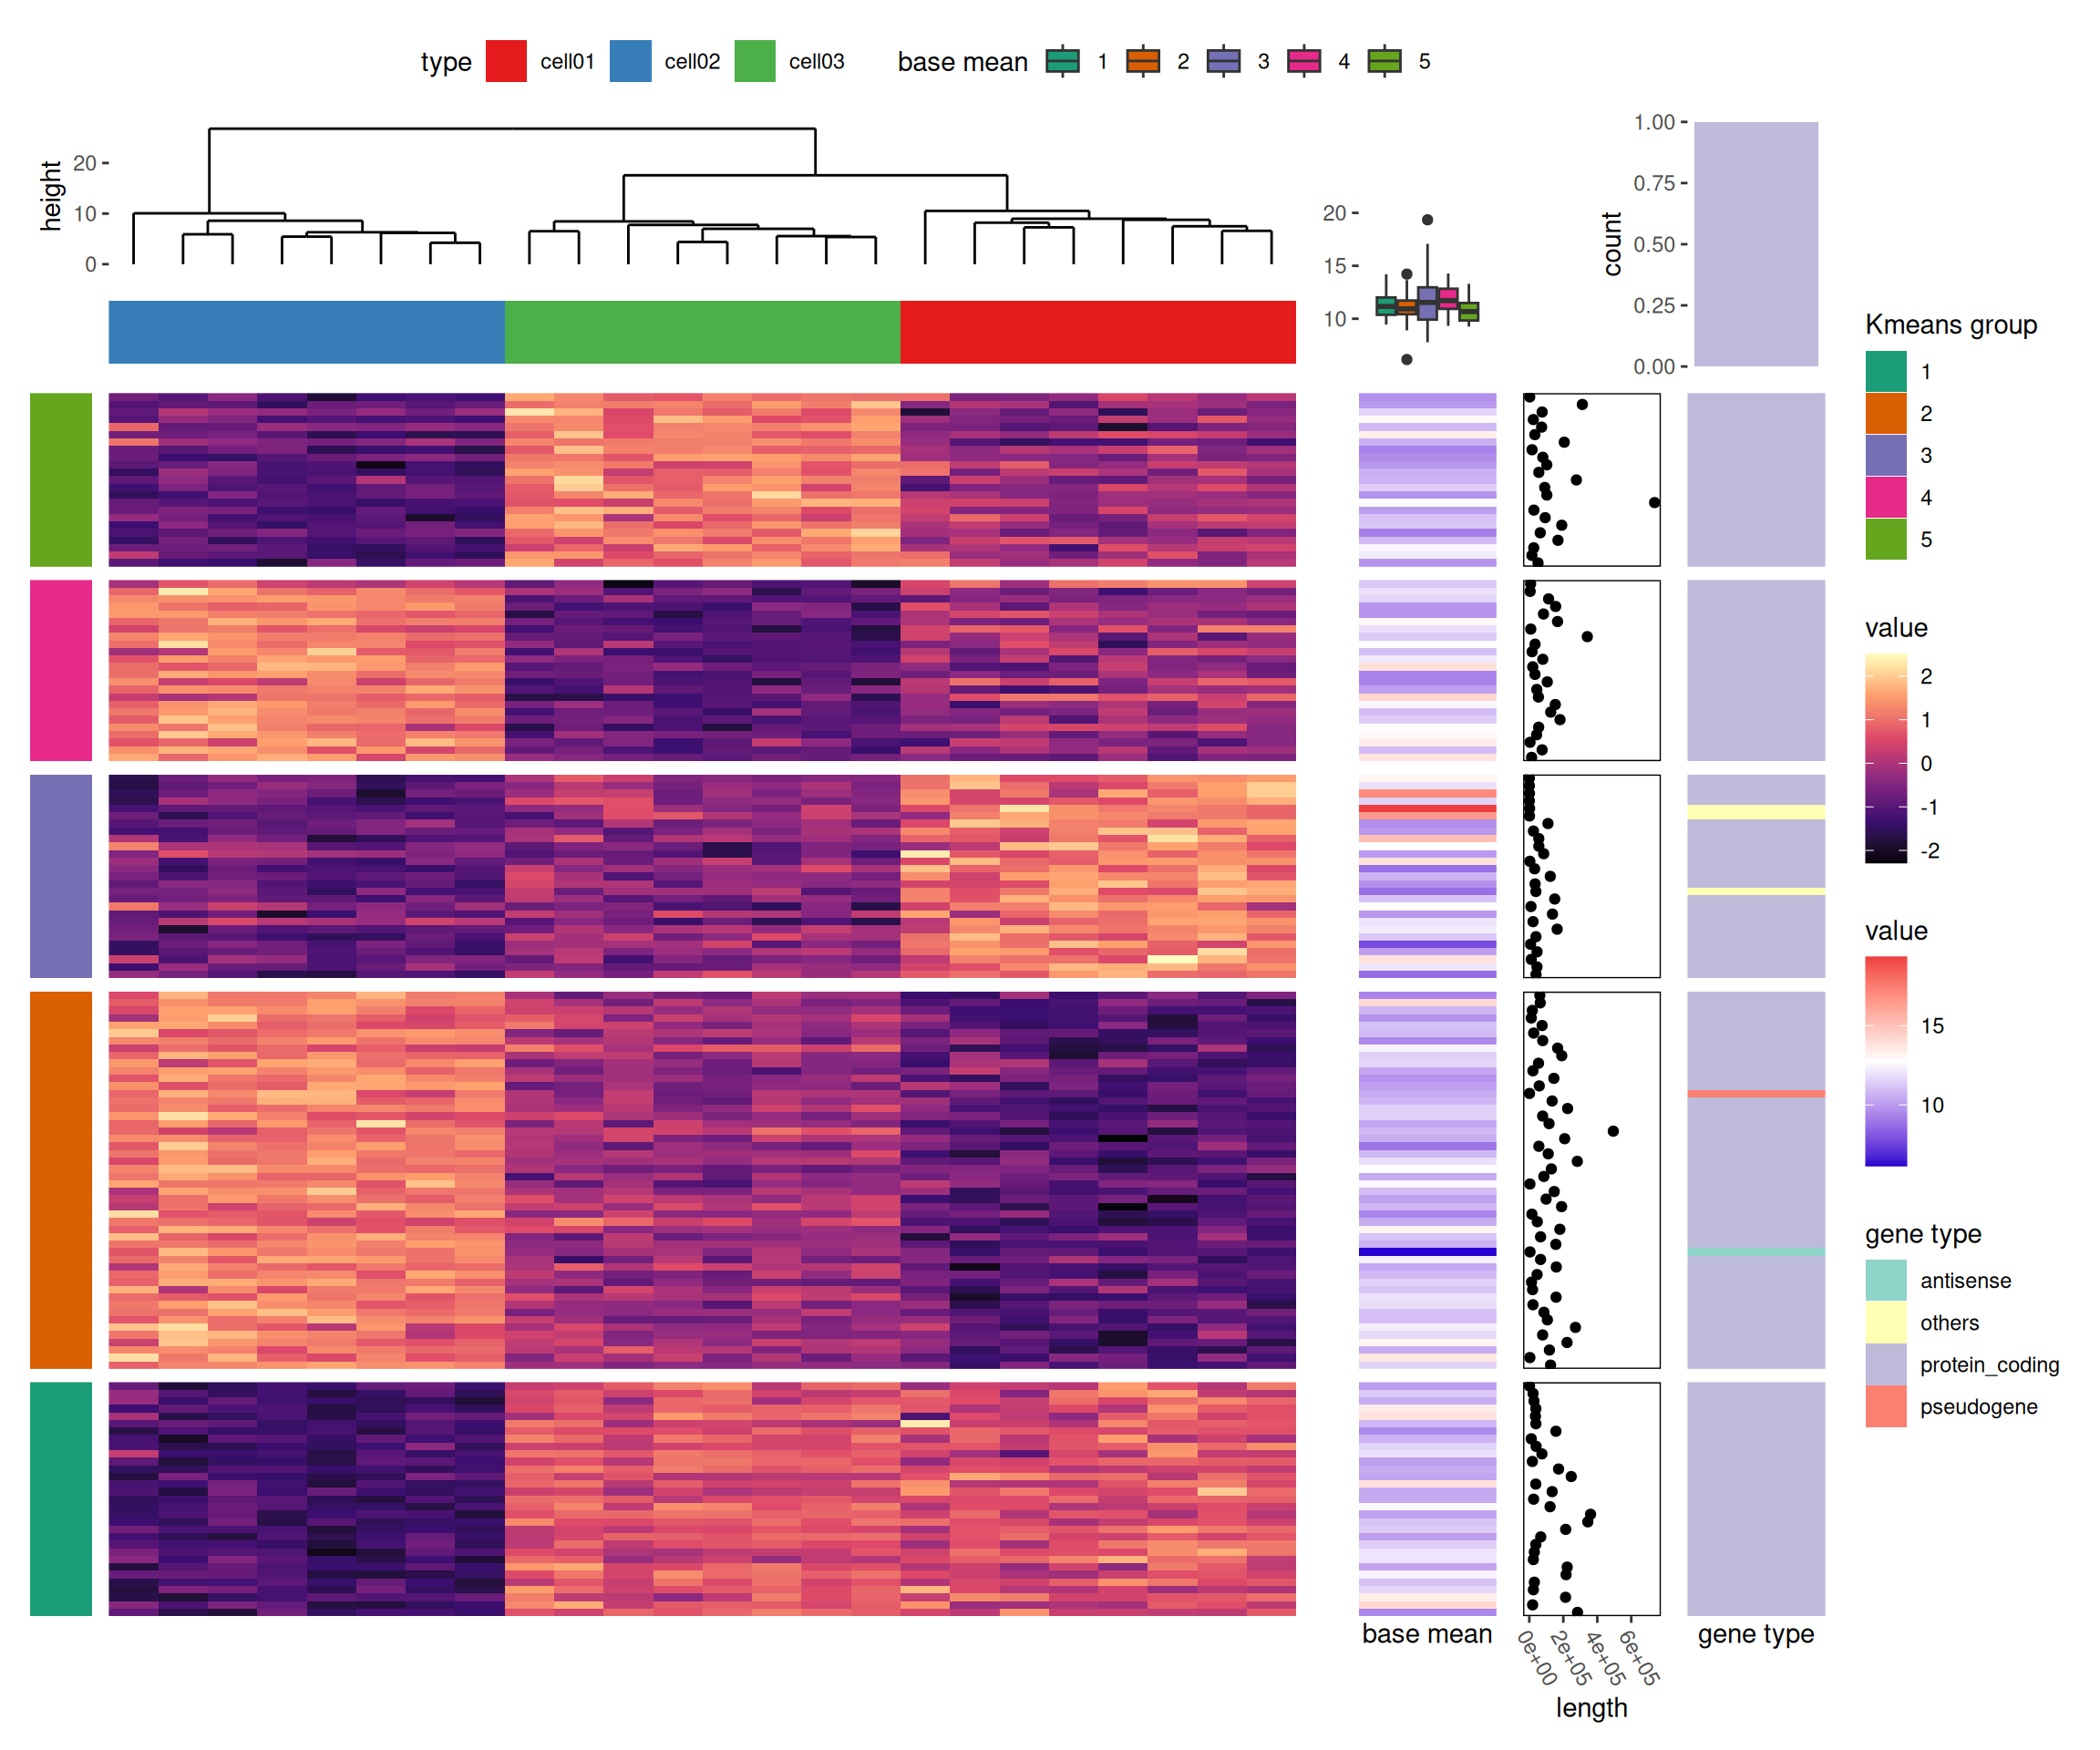 type cell01 cell02 cell03 base mean 1 2 3 4 5
height
20
10
0
20
15
10
count
1.00
0.75
0.50
0.25
0.00
Kmeans group
1
2
3
4
5
value
2
1
0
-1
-2
value
15
10
gene type
antisense
others
protein_coding
pseudogene
base mean
0e+00
2e+05
4e+05
6e+05
length
gene type